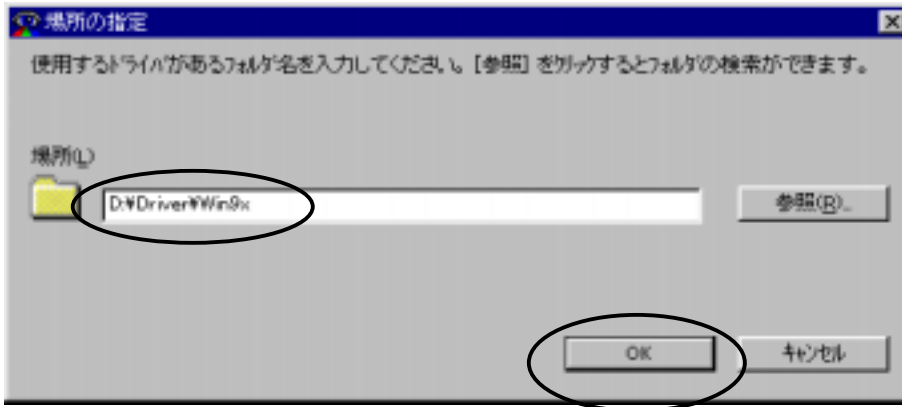 場所の指定
使用するﾄﾞﾗｲﾊﾞがあるﾌｫﾙﾀﾞ名を入力してください。[参照] をｸﾘｯｸするとﾌｫﾙﾀﾞの検索ができます。
場所(L)
D:¥Driver¥Win9x 参照(R)...
OK ｷｬﾝｾﾙ